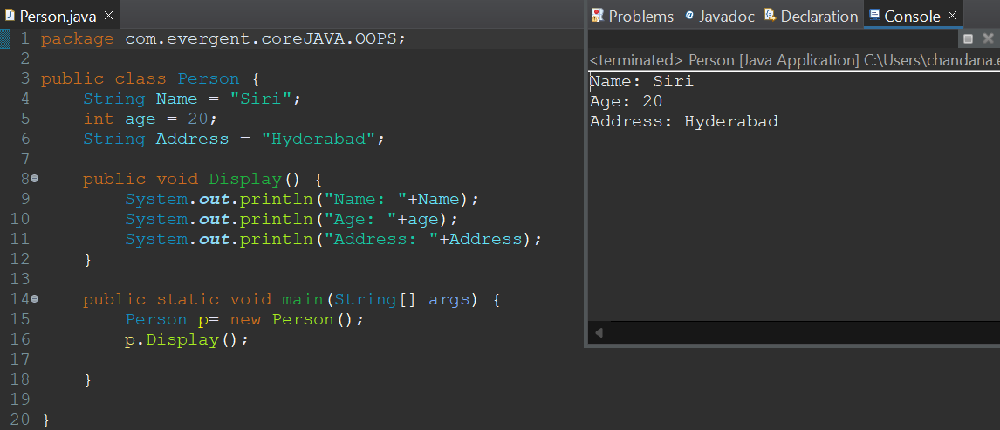 Person.java
1 package com.evergent.coreJAVA.OOPS;
2
3 public class Person {
4     String Name = "Siri";
5     int age = 20;
6     String Address = "Hyderabad";
7
8     public void Display() {
9         System.out.println("Name: "+Name);
10         System.out.println("Age: "+age);
11         System.out.println("Address: "+Address);
12     }
13
14     public static void main(String[] args) {
15         Person p= new Person();
16         p.Display();
17
18     }
19
20 }
Problems Javadoc Declaration Console
<terminated> Person [Java Application] C:\Users\chandana.
Name: Siri
Age: 20
Address: Hyderabad